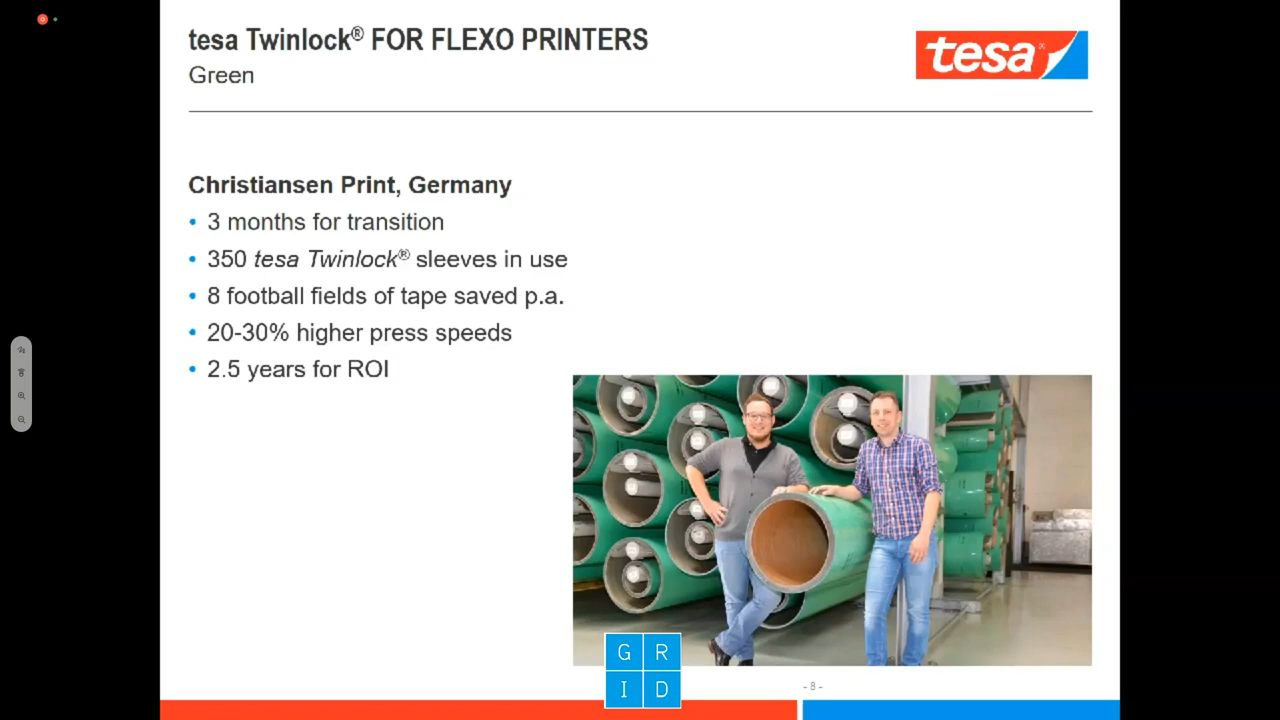 tesa Twinlock® FOR FLEXO PRINTERS
Green
tesa®
Christiansen Print, Germany
• 3 months for transition
• 350 tesa Twinlock® sleeves in use
• 8 football fields of tape saved p.a.
• 20-30% higher press speeds
• 2.5 years for ROI
G R
I D
- 8 -